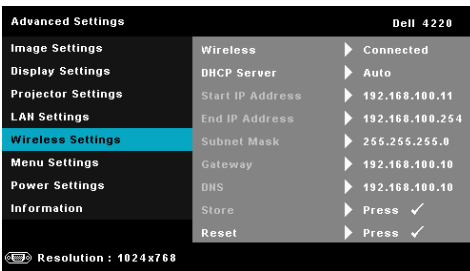 Advanced Settings Dell 4220
Image Settings Wireless Connected
Display Settings DHCP Server Auto
Projector Settings Start IP Address 192.168.100.11
LAN Settings End IP Address 192.168.100.254
Wireless Settings Subnet Mask 255.255.255.0
Menu Settings Gateway 192.168.100.10
Power Settings DNS 192.168.100.10
Information Store Press ✓
Reset Press ✓
Resolution : 1024x768